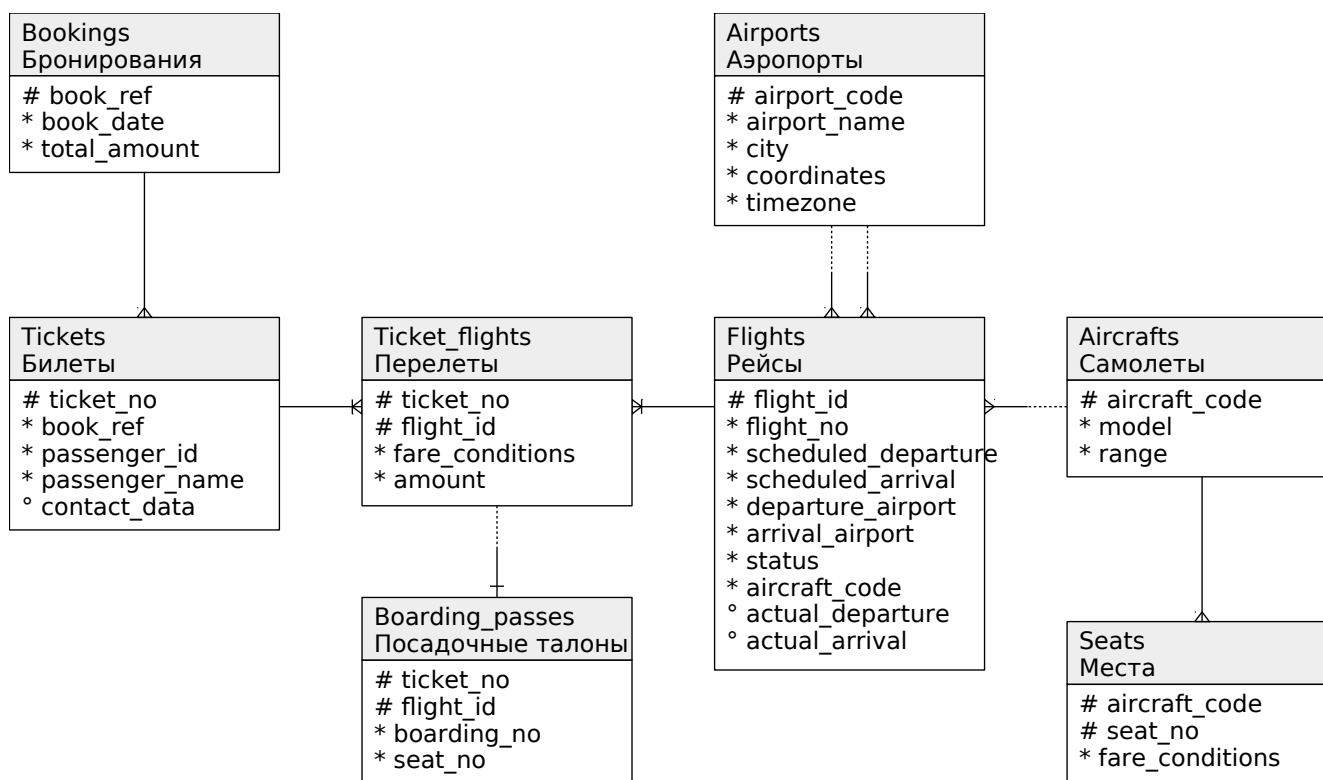 Bookings
Бронирования
# book_ref
* book_date
* total_amount
Airports
Аэропорты
# airport_code
* airport_name
* city
* coordinates
* timezone
Tickets
Билеты
# ticket_no
* book_ref
* passenger_id
* passenger_name
° contact_data
Ticket_flights
Перелеты
# ticket_no
# flight_id
* fare_conditions
* amount
Flights
Рейсы
# flight_id
* flight_no
* scheduled_departure
* scheduled_arrival
* departure_airport
* arrival_airport
* status
* aircraft_code
° actual_departure
° actual_arrival
Aircrafts
Самолеты
# aircraft_code
* model
* range
Boarding_passes
Посадочные талоны
# ticket_no
# flight_id
* boarding_no
* seat_no
Seats
Места
# aircraft_code
# seat_no
* fare_conditions